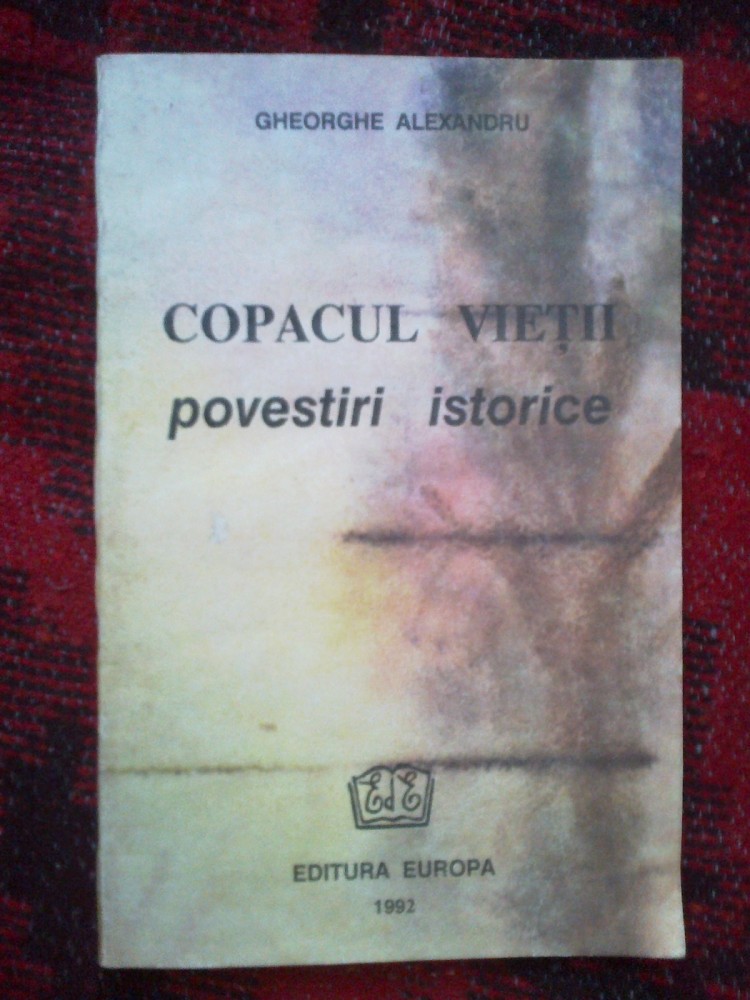 GHEORGHE ALEXANDRU
COPACUL VIEȚII
povestiri istorice
EdE
EDITURA EUROPA
1992